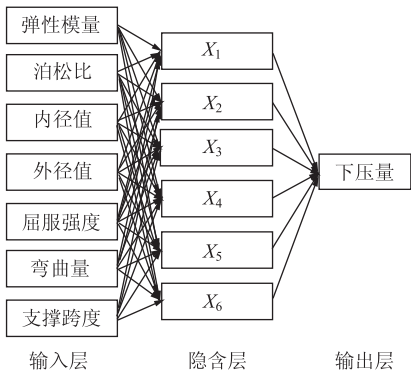 弹性模量
泊松比
内径值
外径值
屈服强度
弯曲量
支撑跨度
X1
X2
X3
X4
X5
X6
下压量
输入层 隐含层 输出层